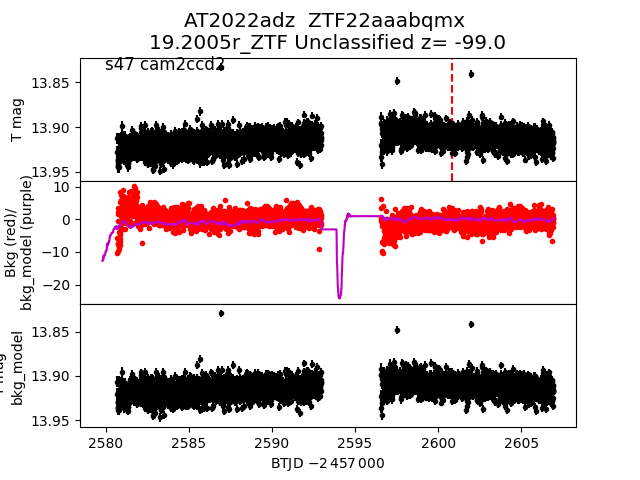 AT2022adz  ZTF22aaabqmx
19.2005r_ZTF Unclassified z= -99.0
s47 cam2ccd2
T mag
13.85
13.90
13.95
Bkg (red)/
bkg_model (purple)
10
0
−10
−20
bkg_model
13.85
13.90
13.95
2580
2585
2590
2595
2600
2605
BTJD −2 457 000